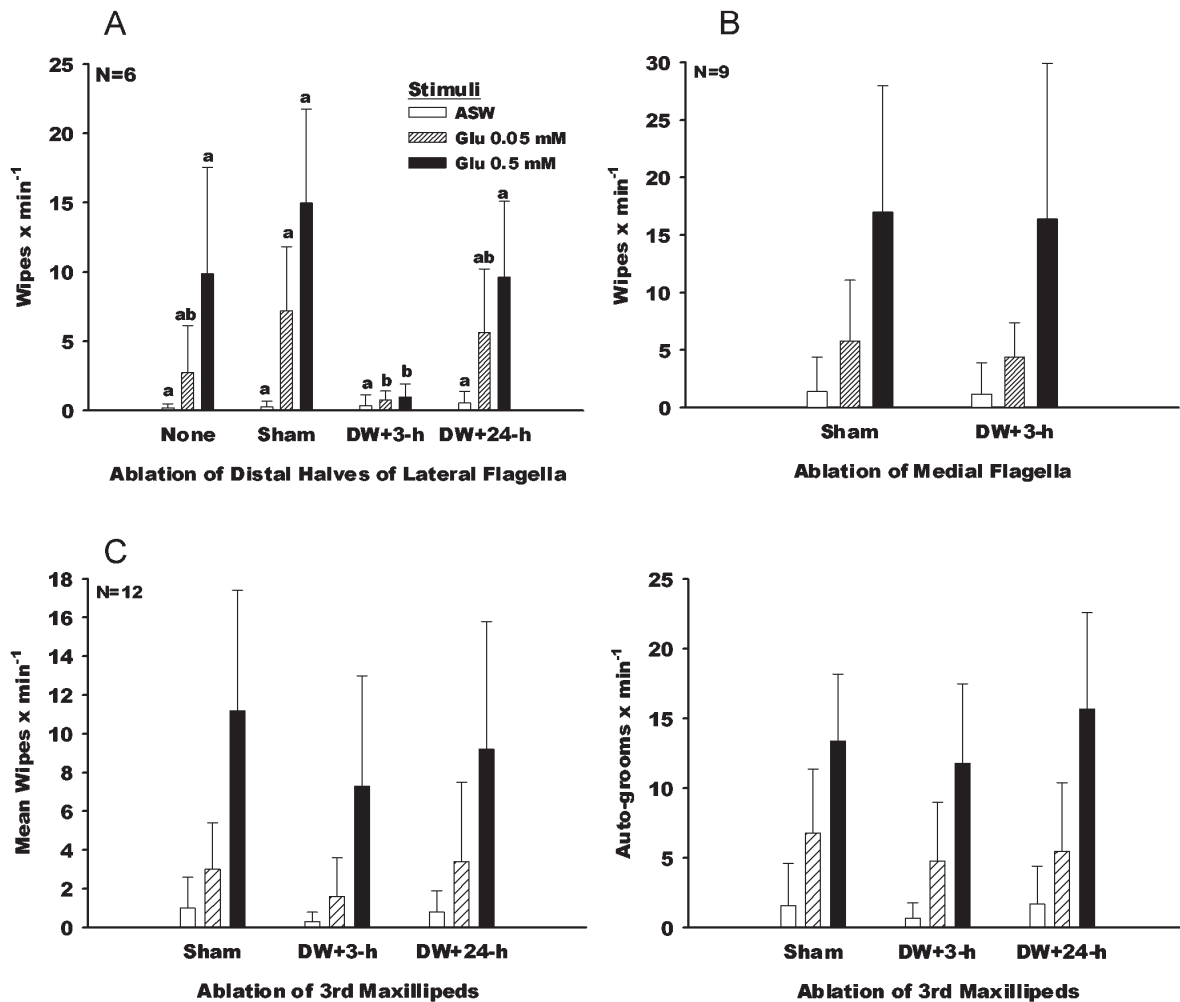 A
25
20
15
10
5
0
Wipes x min-1
N=6
Stimuli
ASW
Glu 0.05 mM
Glu 0.5 mM
a
ab
a
a
a
a
a
b
b
a
ab
a
None Sham DW+3-h DW+24-h
Ablation of Distal Halves of Lateral Flagella
B
30
25
20
15
10
5
0
Wipes x min-1
N=9
Sham DW+3-h
Ablation of Medial Flagella
C
18
16
14
12
10
8
6
4
2
0
Mean Wipes x min-1
N=12
Sham DW+3-h DW+24-h
Ablation of 3rd Maxillipeds
25
20
15
10
5
0
Auto-grooms x min-1
Sham DW+3-h DW+24-h
Ablation of 3rd Maxillipeds